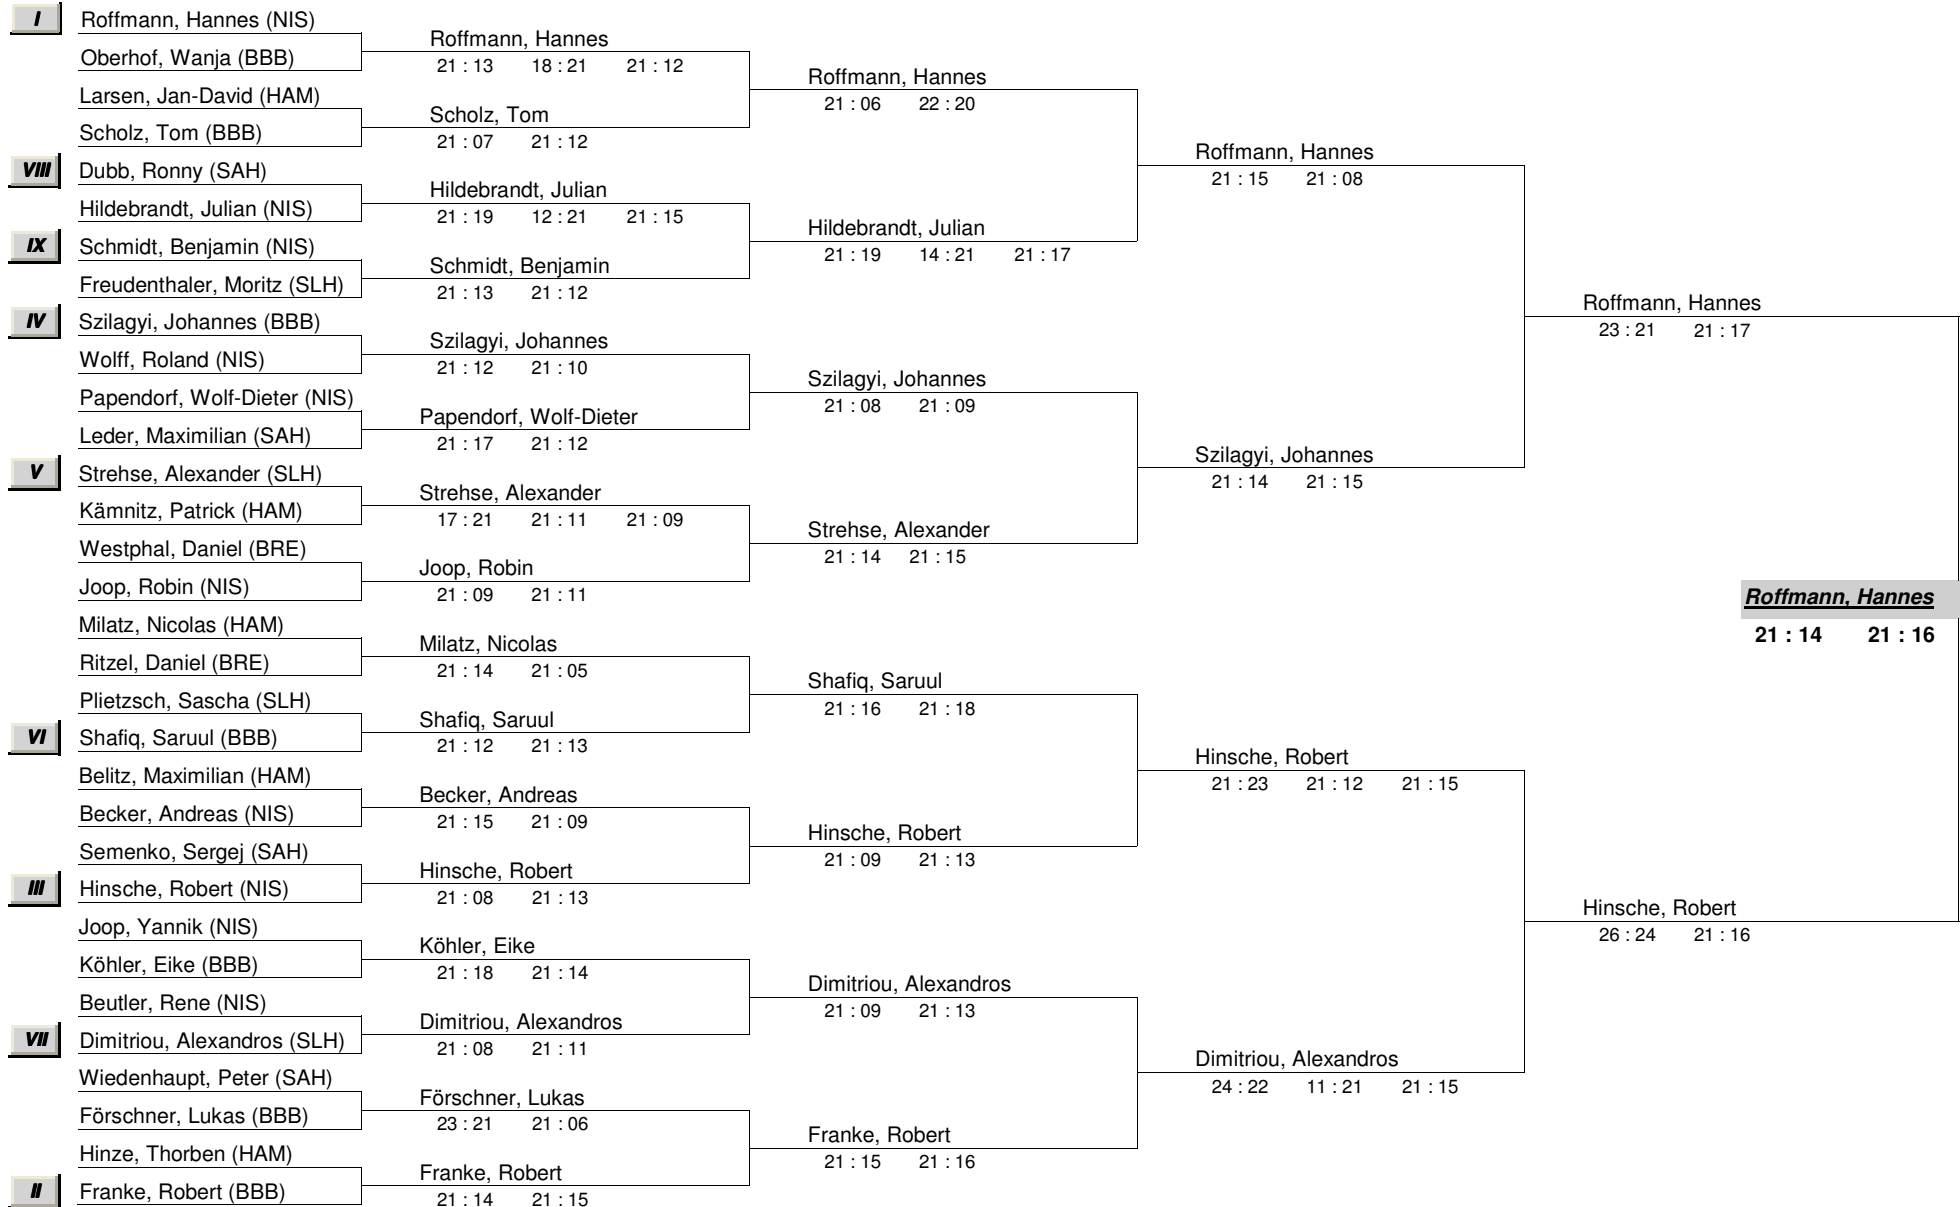 I Roffmann, Hannes (NIS)
Roffmann, Hannes
Oberhof, Wanja (BBB)
21 : 13 18 : 21 21 : 12
Roffmann, Hannes
Larsen, Jan-David (HAM)
21 : 06 22 : 20
Scholz, Tom
Scholz, Tom (BBB)
21 : 07 21 : 12
Roffmann, Hannes
VIII Dubb, Ronny (SAH)
21 : 15 21 : 08
Hildebrandt, Julian
Hildebrandt, Julian (NIS)
21 : 19 12 : 21 21 : 15
Hildebrandt, Julian
IX Schmidt, Benjamin (NIS)
21 : 19 14 : 21 21 : 17
Schmidt, Benjamin
Freudenthaler, Moritz (SLH)
21 : 13 21 : 12
Roffmann, Hannes
IV Szilagyi, Johannes (BBB)
23 : 21 21 : 17
Szilagyi, Johannes
Wolff, Roland (NIS)
21 : 12 21 : 10
Szilagyi, Johannes
Papendorf, Wolf-Dieter (NIS)
21 : 08 21 : 09
Papendorf, Wolf-Dieter
Leder, Maximilian (SAH)
21 : 17 21 : 12
Szilagyi, Johannes
V Strehse, Alexander (SLH)
21 : 14 21 : 15
Strehse, Alexander
Kämnitz, Patrick (HAM)
17 : 21 21 : 11 21 : 09
Strehse, Alexander
Westphal, Daniel (BRE)
21 : 14 21 : 15
Joop, Robin
Joop, Robin (NIS)
21 : 09 21 : 11
Roffmann, Hannes
Milatz, Nicolas (HAM)
21 : 14 21 : 16
Milatz, Nicolas
Ritzel, Daniel (BRE)
21 : 14 21 : 05
Shafiq, Saruul
Plietzsch, Sascha (SLH)
21 : 16 21 : 18
Shafiq, Saruul
VI Shafiq, Saruul (BBB)
21 : 12 21 : 13
Hinsche, Robert
Belitz, Maximilian (HAM)
21 : 23 21 : 12 21 : 15
Becker, Andreas
Becker, Andreas (NIS)
21 : 15 21 : 09
Hinsche, Robert
Semenko, Sergej (SAH)
21 : 09 21 : 13
Hinsche, Robert
III Hinsche, Robert (NIS)
21 : 08 21 : 13
Hinsche, Robert
Joop, Yannik (NIS)
26 : 24 21 : 16
Köhler, Eike
Köhler, Eike (BBB)
21 : 18 21 : 14
Dimitriou, Alexandros
Beutler, Rene (NIS)
21 : 09 21 : 13
Dimitriou, Alexandros
VII Dimitriou, Alexandros (SLH)
21 : 08 21 : 11
Dimitriou, Alexandros
Wiedenhaupt, Peter (SAH)
24 : 22 11 : 21 21 : 15
Förschner, Lukas
Förschner, Lukas (BBB)
23 : 21 21 : 06
Franke, Robert
Hinze, Thorben (HAM)
21 : 15 21 : 16
Franke, Robert
II Franke, Robert (BBB)
21 : 14 21 : 15